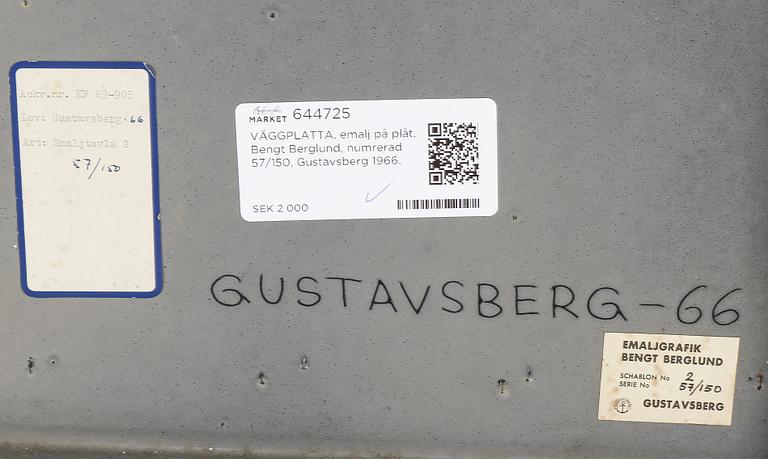 Ackv.nr. KF 69-905
Lev: Gustavsberg-66
Art: Emaljtavla 2
57/150
MARKET 644725
VÄGGPLATTA, emalj på plåt,
Bengt Berglund, numrerad
57/150, Gustavsberg 1966.
SEK 2 000
GUSTAVSBERG-66
EMALJGRAFIK
BENGT BERGLUND
SCHABLON No 2
SERIE No 57/150
GUSTAVSBERG